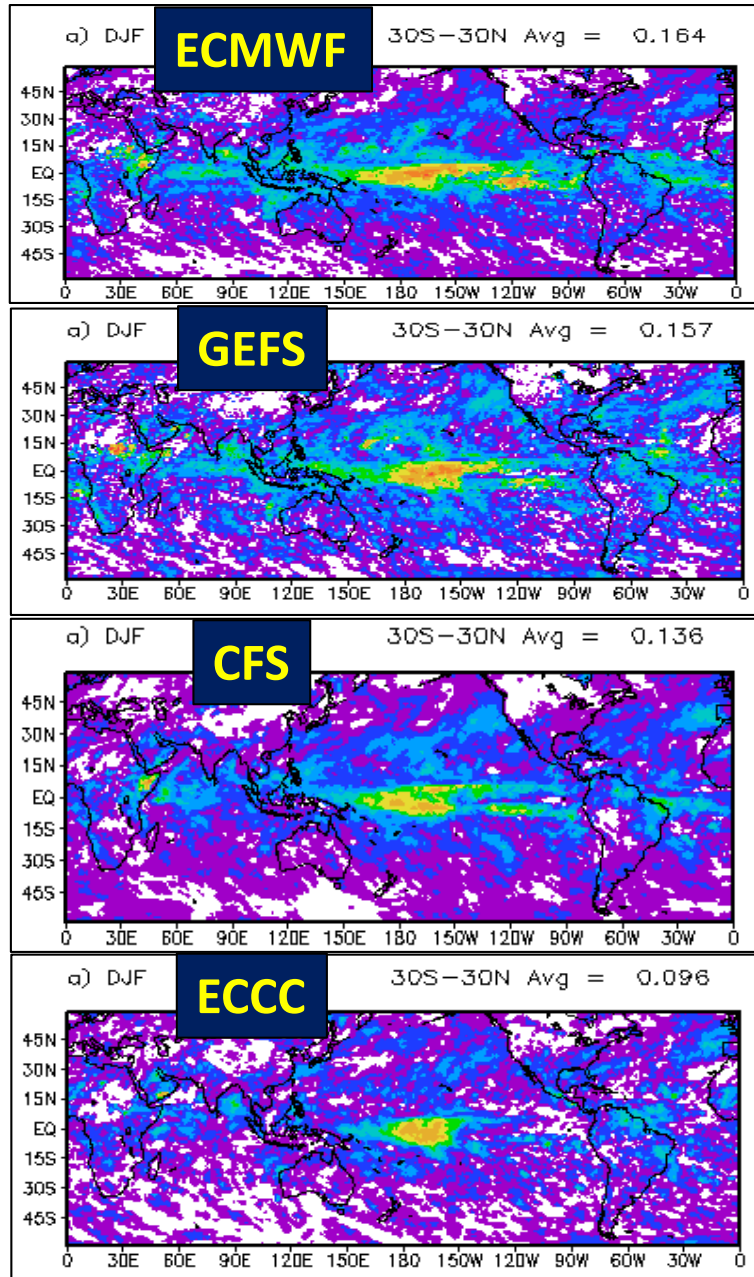 a) DJF ECMWF 30S-30N Avg = 0.164
45N
30N
15N
EQ
15S
30S
45S
0 30E 60E 90E 120E 150E 180 150W 120W 90W 60W 30W 0
a) DJF GEFS 30S-30N Avg = 0.157
45N
30N
15N
EQ
15S
30S
45S
0 30E 60E 90E 120E 150E 180 150W 120W 90W 60W 30W 0
a) DJF CFS 30S-30N Avg = 0.136
45N
30N
15N
EQ
15S
30S
45S
0 30E 60E 90E 120E 150E 180 150W 120W 90W 60W 30W 0
a) DJF ECCC 30S-30N Avg = 0.096
45N
30N
15N
EQ
15S
30S
45S
0 30E 60E 90E 120E 150E 180 150W 120W 90W 60W 30W 0